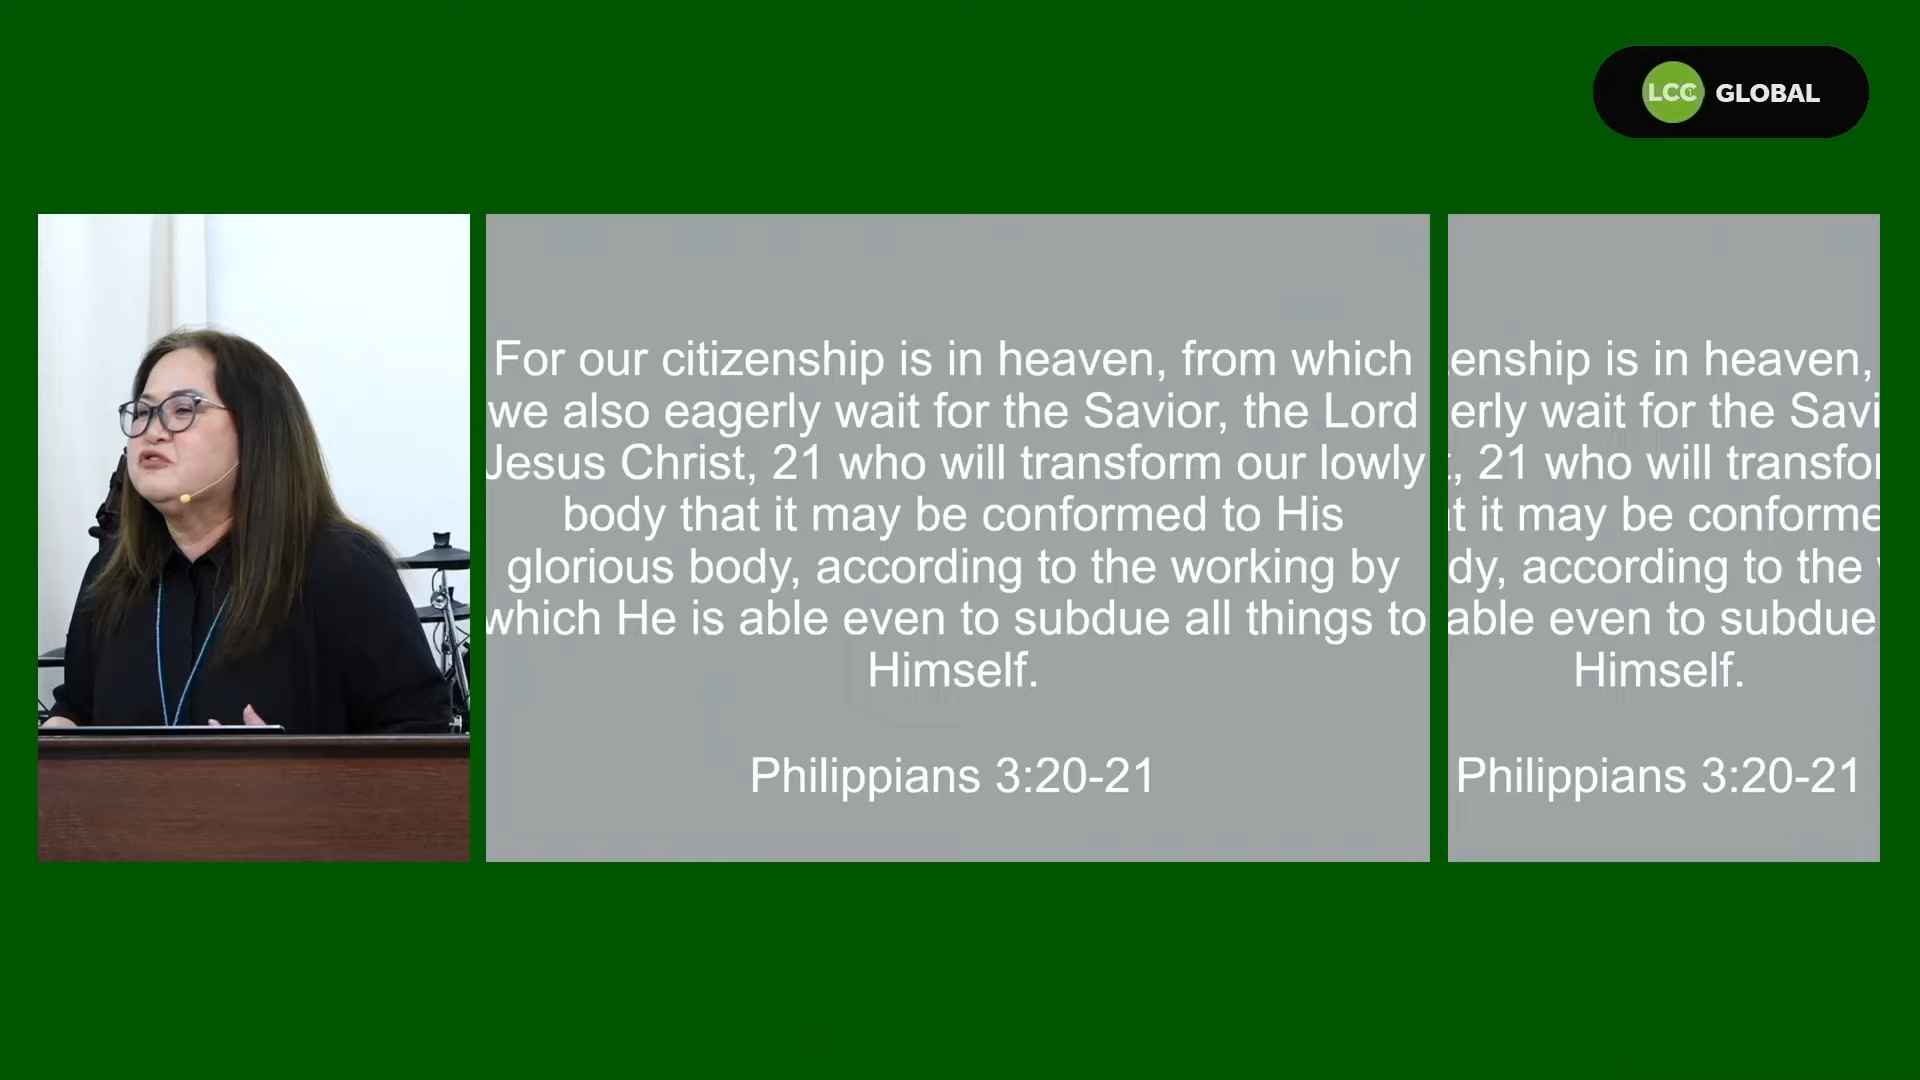 LCC GLOBAL
For our citizenship is in heaven, from which
we also eagerly wait for the Savior, the Lord
Jesus Christ, 21 who will transform our lowly
body that it may be conformed to His
glorious body, according to the working by
which He is able even to subdue all things to
Himself.
Philippians 3:20-21
enship is in heaven,
erly wait for the Savi
t, 21 who will transfor
t it may be conforme
dy, according to the
able even to subdue
Himself.
Philippians 3:20-21